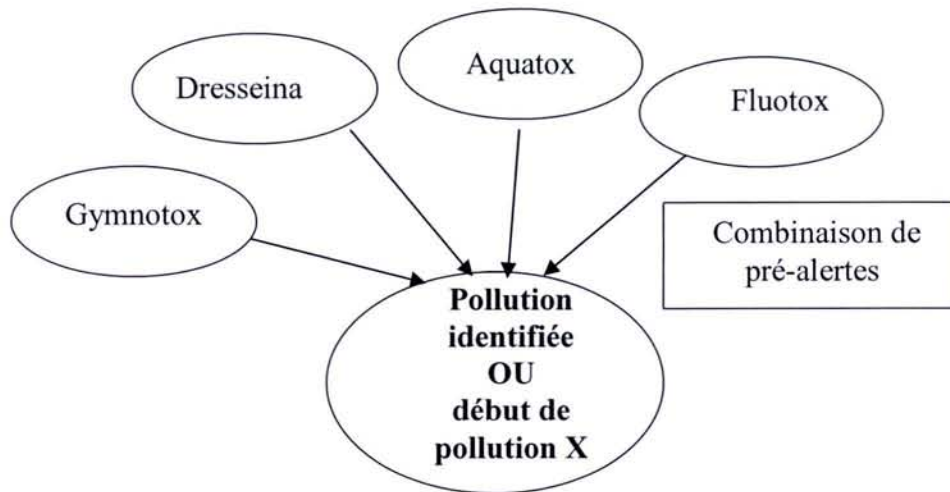 Aquatox
Dresseina
Fluotox
Gymnotox
Combinaison de
pré-alertes
Pollution
identifiée
OU
début de
pollution X